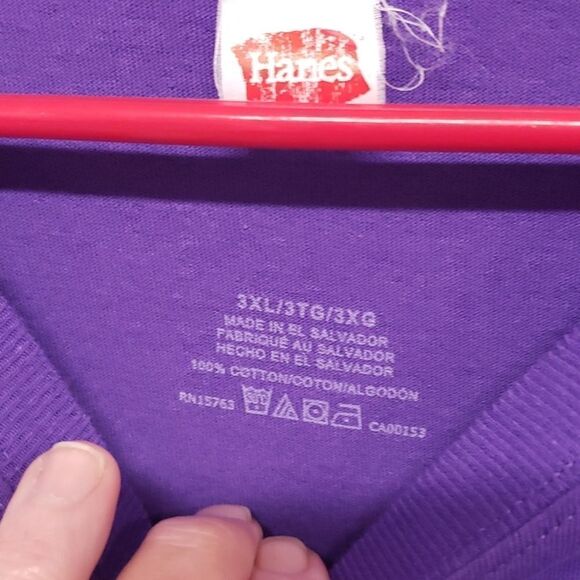 Hanes
3XL/3TG/3XG
MADE IN EL SALVADOR
FABRIQUÉ AU SALVADOR
HECHO EN EL SALVADOR
100% COTTON/COTON/ALGODÓN
RN15763 CA00153